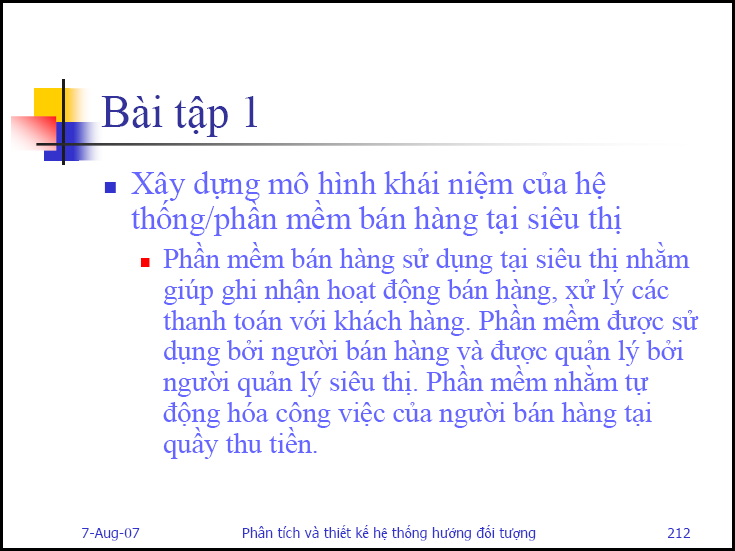 Bài tập 1
Xây dựng mô hình khái niệm của hệ
thống/phần mềm bán hàng tại siêu thị
Phần mềm bán hàng sử dụng tại siêu thị nhằm
giúp ghi nhận hoạt động bán hàng, xử lý các
thanh toán với khách hàng. Phần mềm được sử
dụng bởi người bán hàng và được quản lý bởi
người quản lý siêu thị. Phần mềm nhằm tự
động hóa công việc của người bán hàng tại
quầy thu tiền.
7-Aug-07 Phân tích và thiết kế hệ thống hướng đối tượng 212